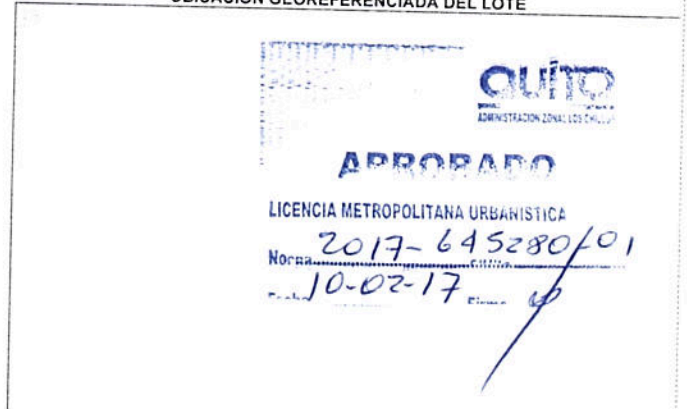 UBICACIÓN GEOREFERENCIADA DEL LOTE
QUITO
ADMINISTRACION ZONAL LOS CHILLOS
APROBADO
LICENCIA METROPOLITANA URBANISTICA
Norma 2017-645280/01
10-02-17